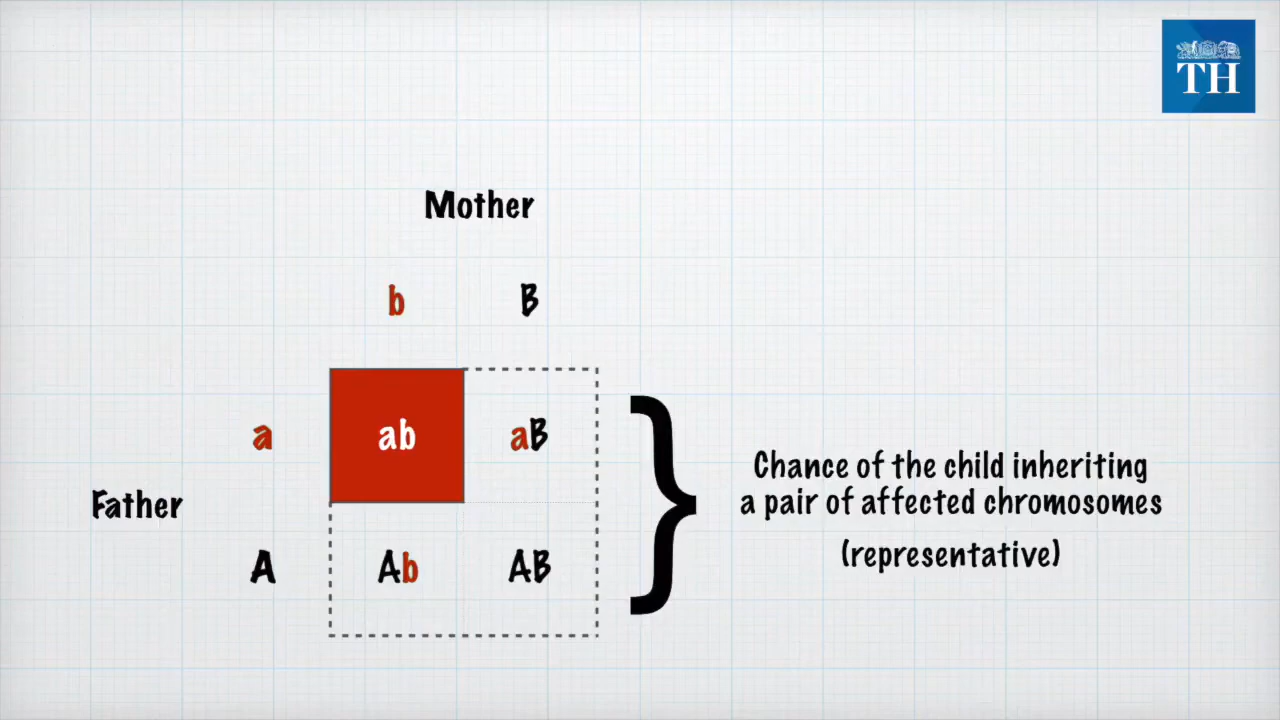 TH
Mother
b B
a ab aB
Father
A Ab AB
Chance of the child inheriting
a pair of affected chromosomes
(representative)